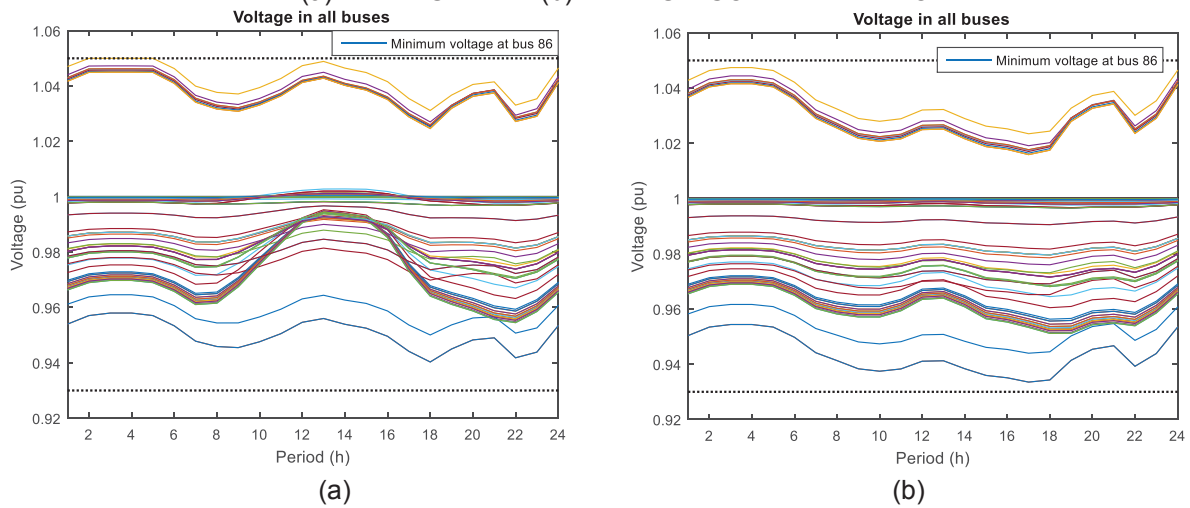 Voltage in all buses
1.06
1.04
1.02
1
0.98
0.96
0.94
0.92
Voltage (pu)
Minimum voltage at bus 86
2 4 6 8 10 12 14 16 18 20 22 24
Period (h)
(a)
Voltage in all buses
1.06
1.04
1.02
1
0.98
0.96
0.94
0.92
Voltage (pu)
Minimum voltage at bus 86
2 4 6 8 10 12 14 16 18 20 22 24
Period (h)
(b)